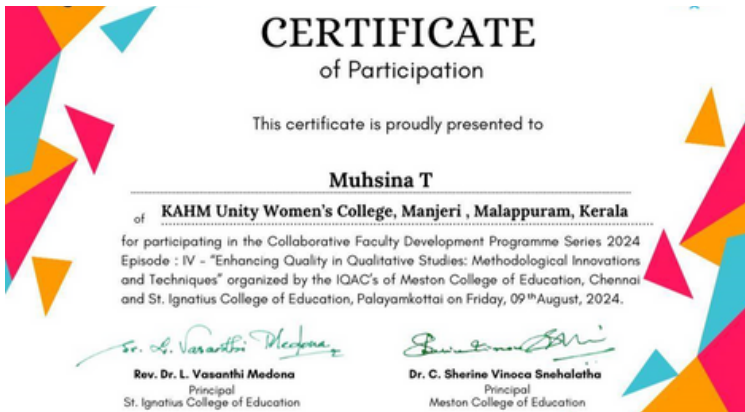 CERTIFICATE
of Participation
This certificate is proudly presented to
Muhsina T
of KAHM Unity Women's College, Manjeri , Malappuram, Kerala
for participating in the Collaborative Faculty Development Programme Series 2024
Episode : IV - "Enhancing Quality in Qualitative Studies: Methodological Innovations
and Techniques" organized by the IQAC's of Meston College of Education, Chennai
and St. Ignatius College of Education, Palayamkottai on Friday, 09ᵗʰ August, 2024.
Sr. L. Vasanthi Medona
Rev. Dr. L. Vasanthi Medona
Principal
St. Ignatius College of Education
Dr. C. Sherine Vinoca Snehalatha
Principal
Meston College of Education